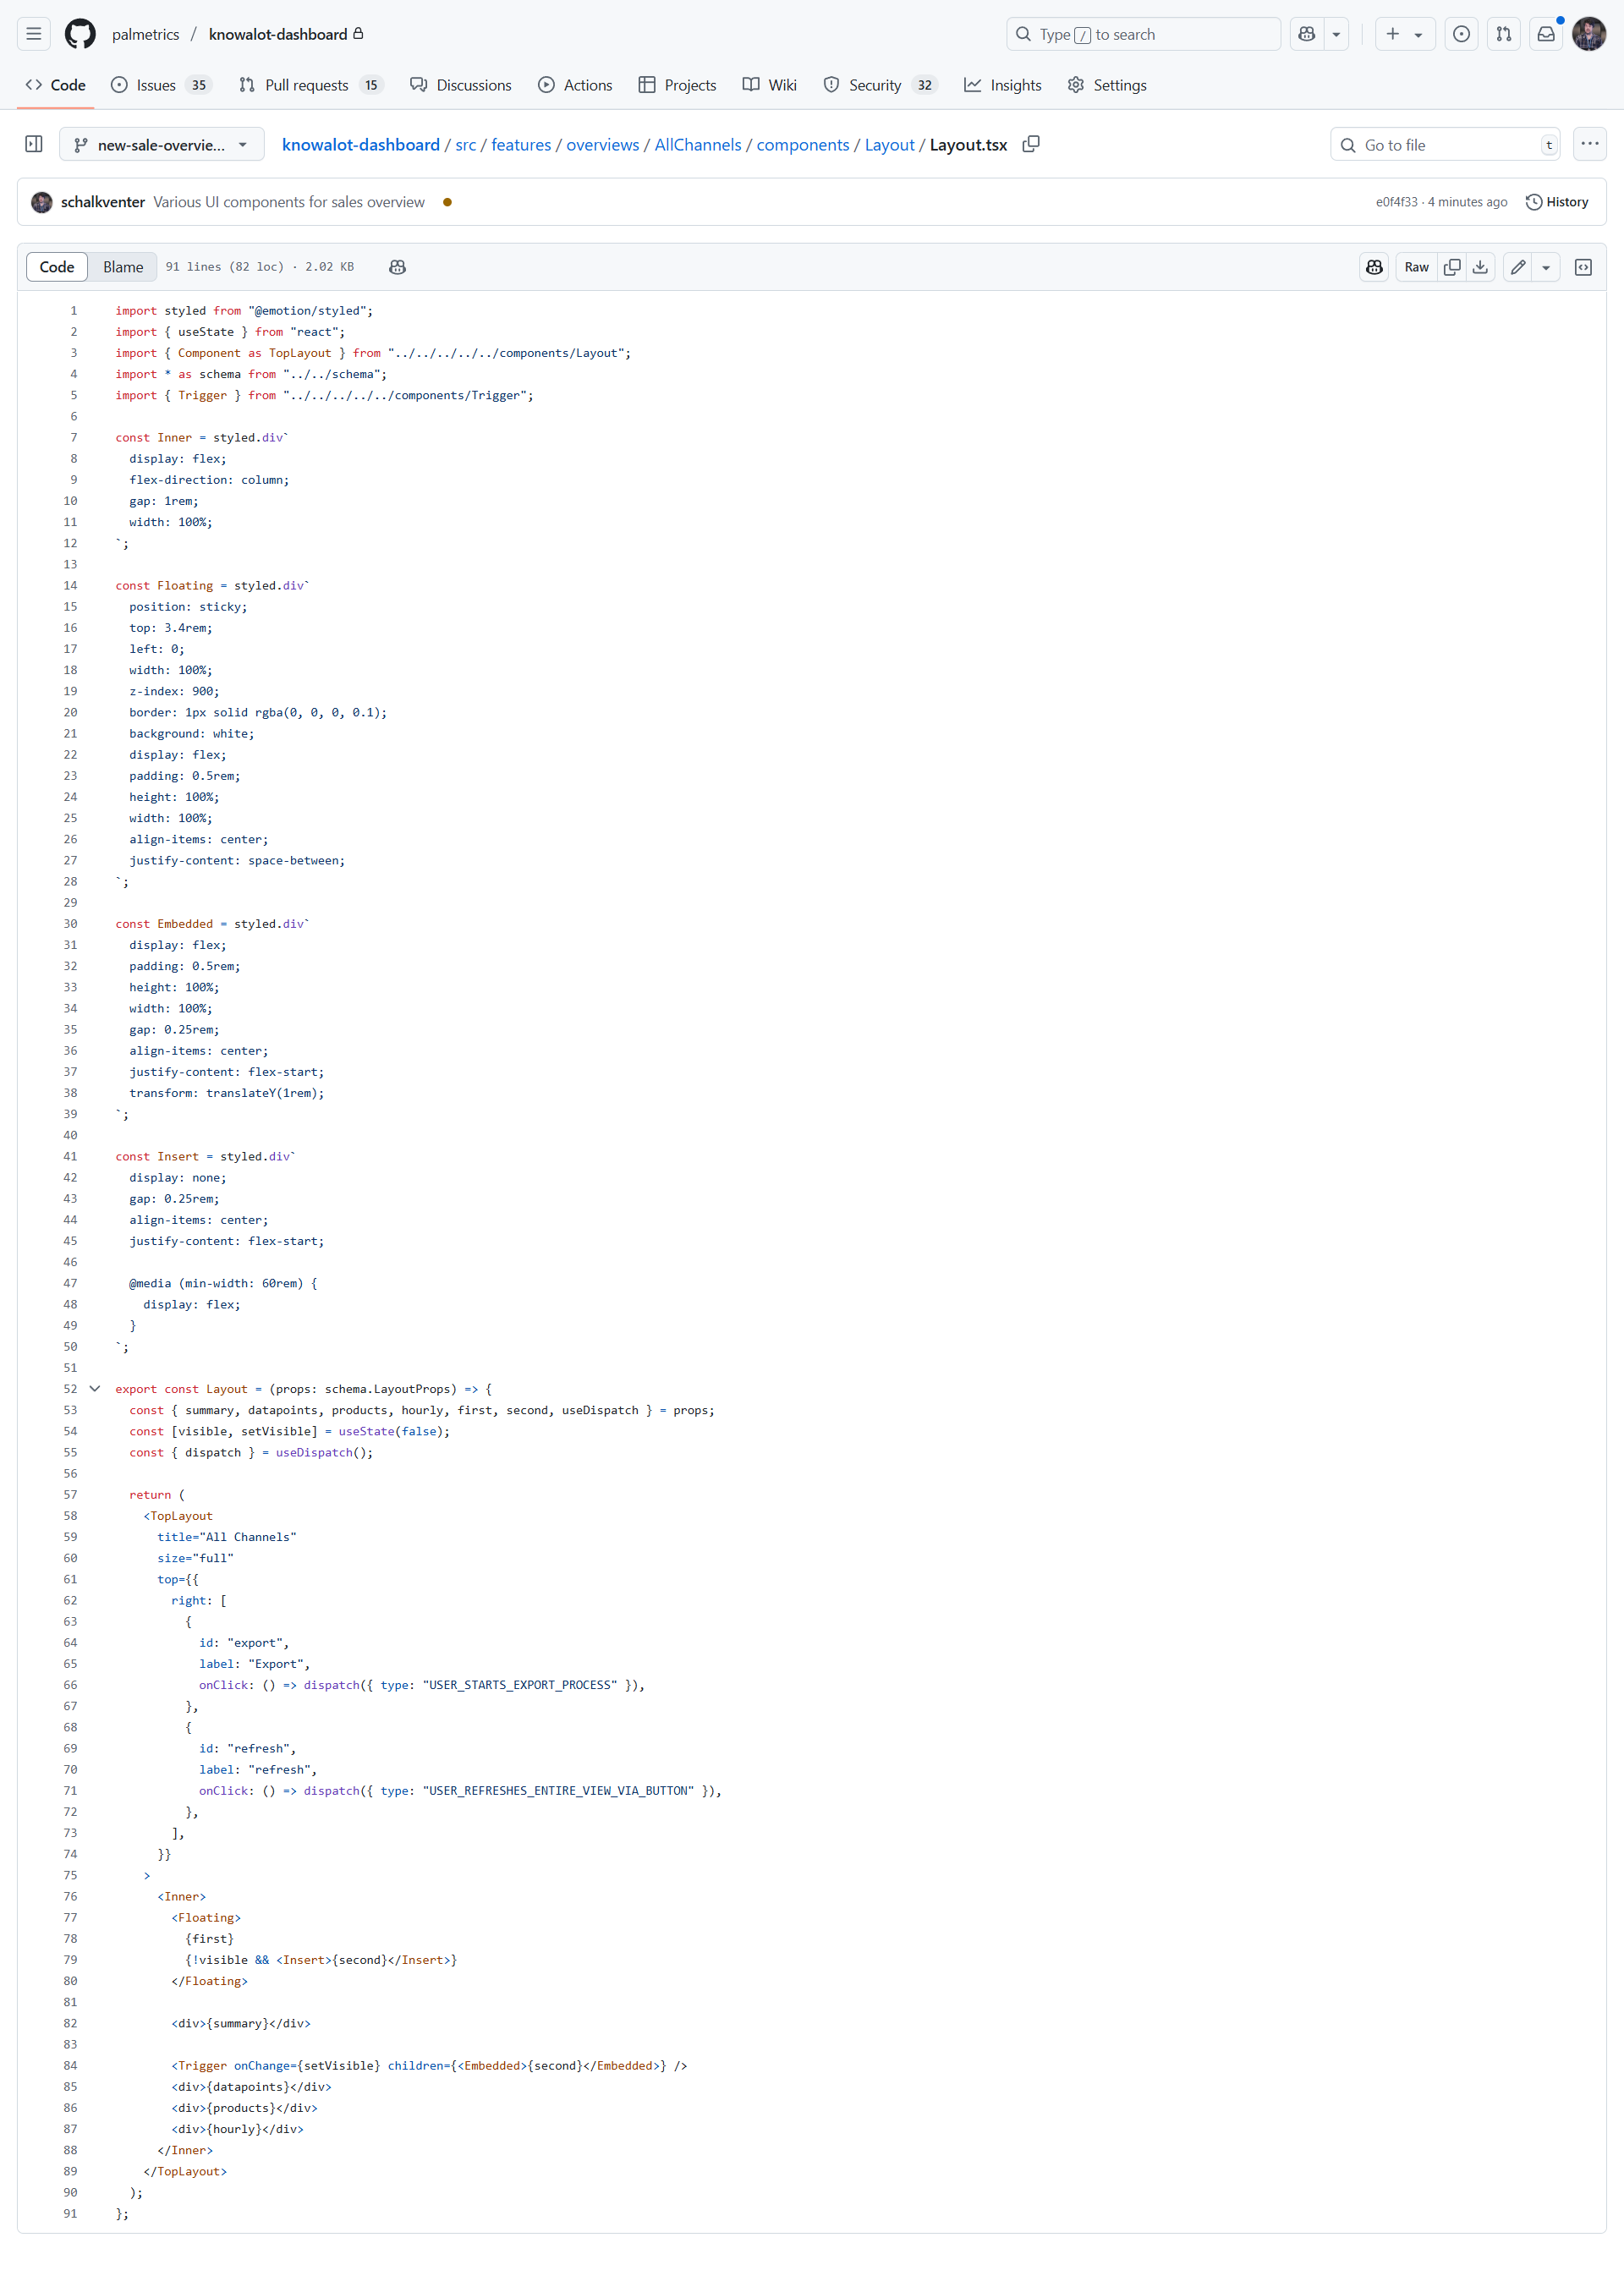 palmetrics / knowalot-dashboard
Type / to search
Code
Issues 35
Pull requests 15
Discussions
Actions
Projects
Wiki
Security 32
Insights
Settings
new-sale-overvie...
knowalot-dashboard / src / features / overviews / AllChannels / components / Layout / Layout.tsx
Go to file
t
schalkventer Various UI components for sales overview
e0f4f33 · 4 minutes ago
History
Code
Blame
91 lines (82 loc) · 2.02 KB
Raw
1 import styled from "@emotion/styled";
2 import { useState } from "react";
3 import { Component as TopLayout } from "../../../../../components/Layout";
4 import * as schema from "../../schema";
5 import { Trigger } from "../../../../../components/Trigger";
6
7 const Inner = styled.div`
8 display: flex;
9 flex-direction: column;
10 gap: 1rem;
11 width: 100%;
12 `;
13
14 const Floating = styled.div`
15 position: sticky;
16 top: 3.4rem;
17 left: 0;
18 width: 100%;
19 z-index: 900;
20 border: 1px solid rgba(0, 0, 0, 0.1);
21 background: white;
22 display: flex;
23 padding: 0.5rem;
24 height: 100%;
25 width: 100%;
26 align-items: center;
27 justify-content: space-between;
28 `;
29
30 const Embedded = styled.div`
31 display: flex;
32 padding: 0.5rem;
33 height: 100%;
34 width: 100%;
35 gap: 0.25rem;
36 align-items: center;
37 justify-content: flex-start;
38 transform: translateY(1rem);
39 `;
40
41 const Insert = styled.div`
42 display: none;
43 gap: 0.25rem;
44 align-items: center;
45 justify-content: flex-start;
46
47 @media (min-width: 60rem) {
48 display: flex;
49 }
50 `;
51
52 export const Layout = (props: schema.LayoutProps) => {
53 const { summary, datapoints, products, hourly, first, second, useDispatch } = props;
54 const [visible, setVisible] = useState(false);
55 const { dispatch } = useDispatch();
56
57 return (
58 <TopLayout
59 title="All Channels"
60 size="full"
61 top={{
62 right: [
63 {
64 id: "export",
65 label: "Export",
66 onClick: () => dispatch({ type: "USER_STARTS_EXPORT_PROCESS" }),
67 },
68 {
69 id: "refresh",
70 label: "refresh",
71 onClick: () => dispatch({ type: "USER_REFRESHES_ENTIRE_VIEW_VIA_BUTTON" }),
72 },
73 ],
74 }}
75 >
76 <Inner>
77 <Floating>
78 {first}
79 {!visible && <Insert>{second}</Insert>}
80 </Floating>
81
82 <div>{summary}</div>
83
84 <Trigger onChange={setVisible} children={<Embedded>{second}</Embedded>} />
85 <div>{datapoints}</div>
86 <div>{products}</div>
87 <div>{hourly}</div>
88 </Inner>
89 </TopLayout>
90 );
91 };